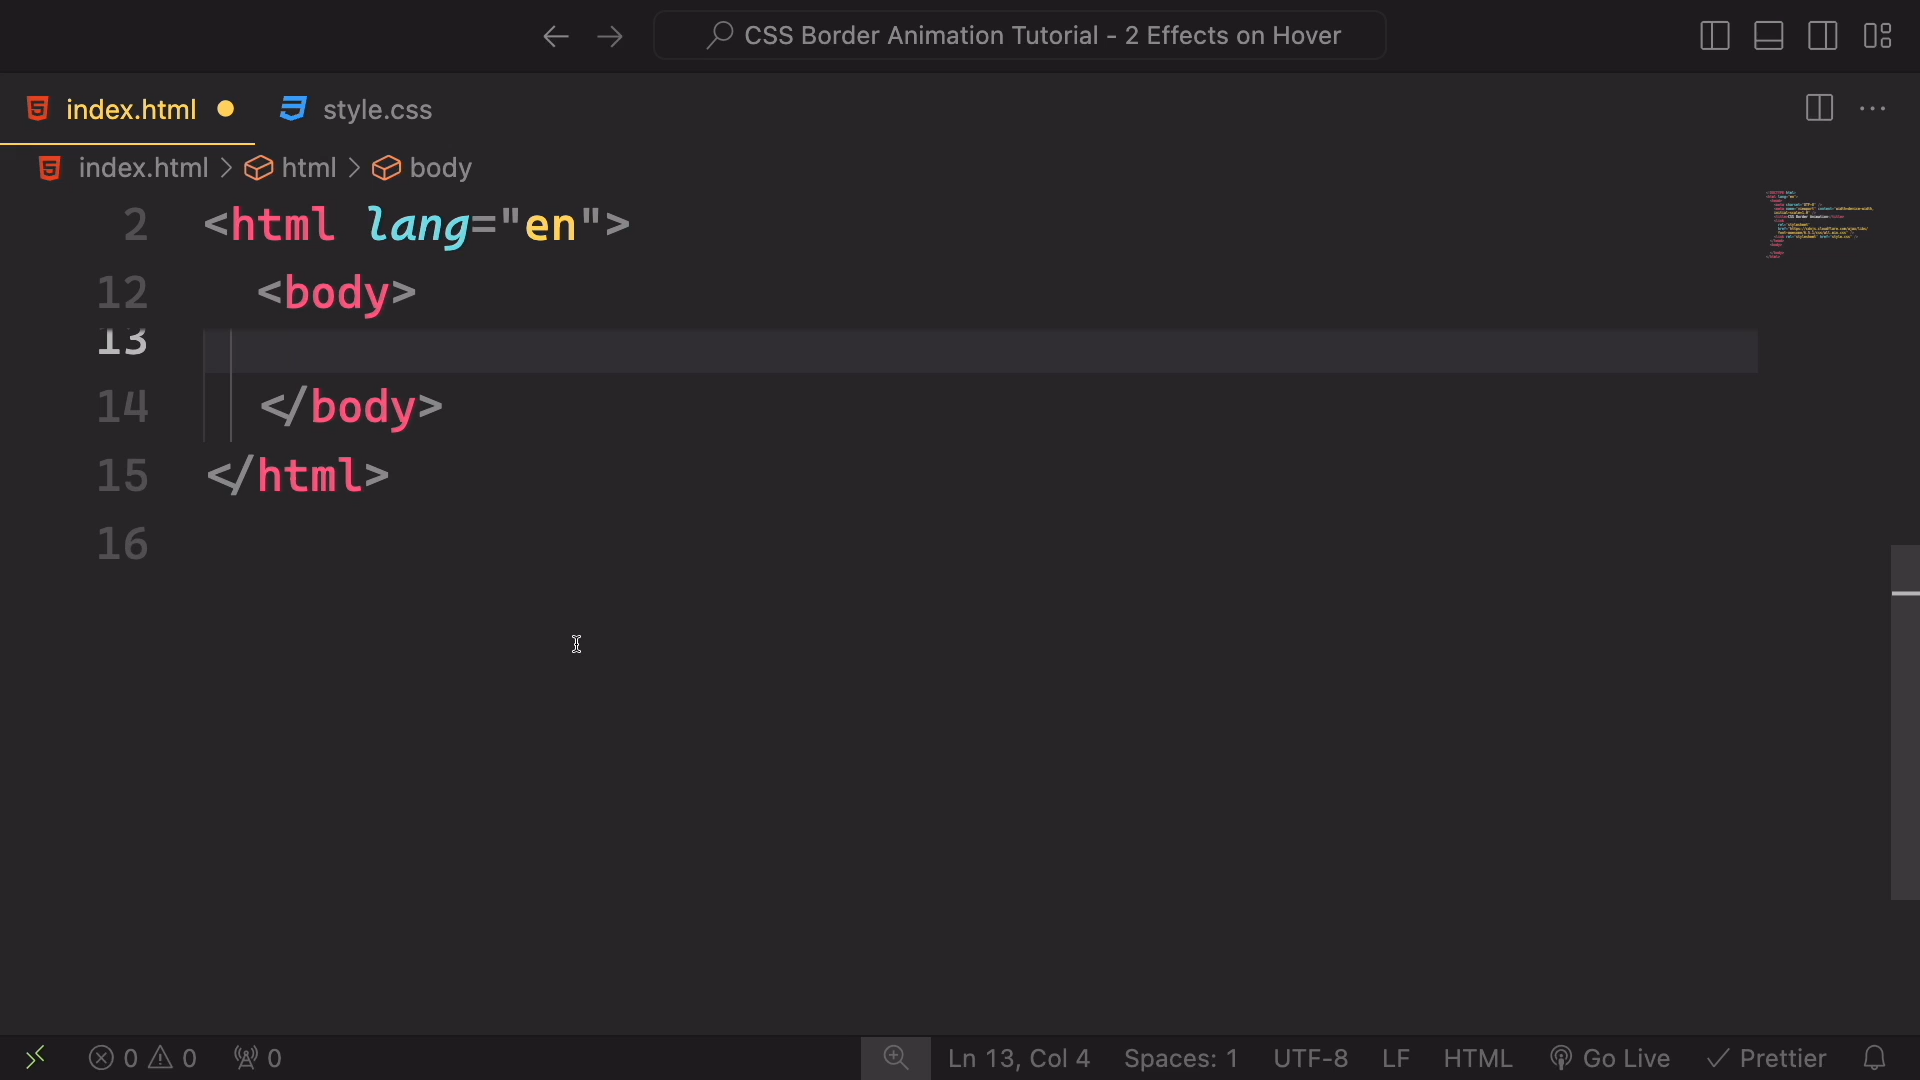 CSS Border Animation Tutorial - 2 Effects on Hover
index.html
style.css
index.html > html > body
2 <html lang="en">
12 <body>
13
14 </body>
15 </html>
16
0 0 0
Ln 13, Col 4 Spaces: 1 UTF-8 LF HTML Go Live Prettier